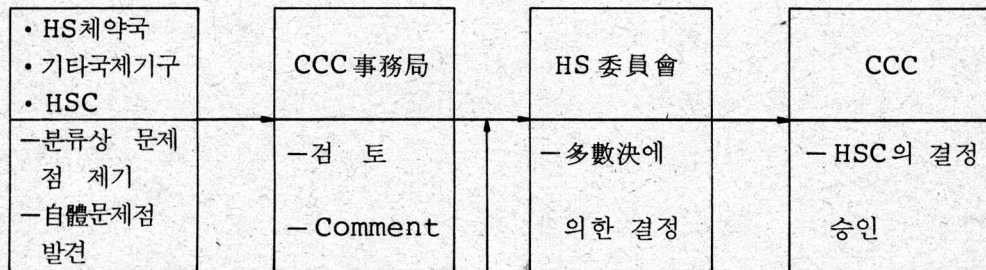 • HS체약국
• 기타국제기구
• HSC
－분류상 문제
점 제기
－自體문제점
발견
CCC 事務局
－검 토
－Comment
HS 委員會
－多數決에
의한 결정
CCC
－HSC의 결정
승인